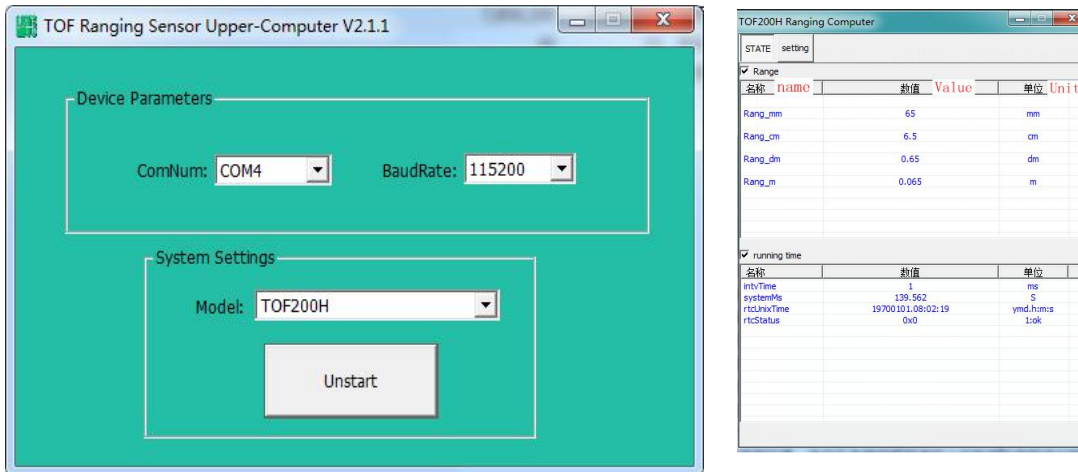 TOF Ranging Sensor Upper-Computer V2.1.1
Device Parameters
ComNum: COM4 BaudRate: 115200
System Settings
Model: TOF200H
Unstart
TOF200H Ranging Computer
STATE setting
Range
名称 name 数值 Value 单位 Unit
Rang_mm 65 mm
Rang_cm 6.5 cm
Rang_dm 0.65 dm
Rang_m 0.065 m
running time
名称 数值 单位
intvTime 1 ms
systemMs 139.562 S
rtcUnixTime 19700101.08:02:19 ymd.h:m:s
rtcStatus 0x0 1:ok